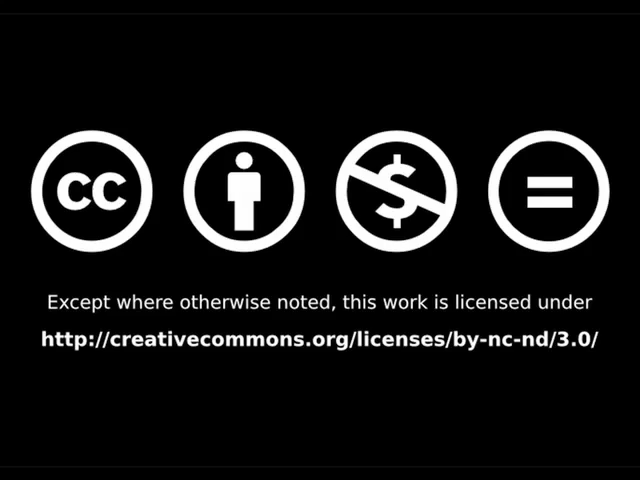 cc
$
=
Except where otherwise noted, this work is licensed under
http://creativecommons.org/licenses/by-nc-nd/3.0/